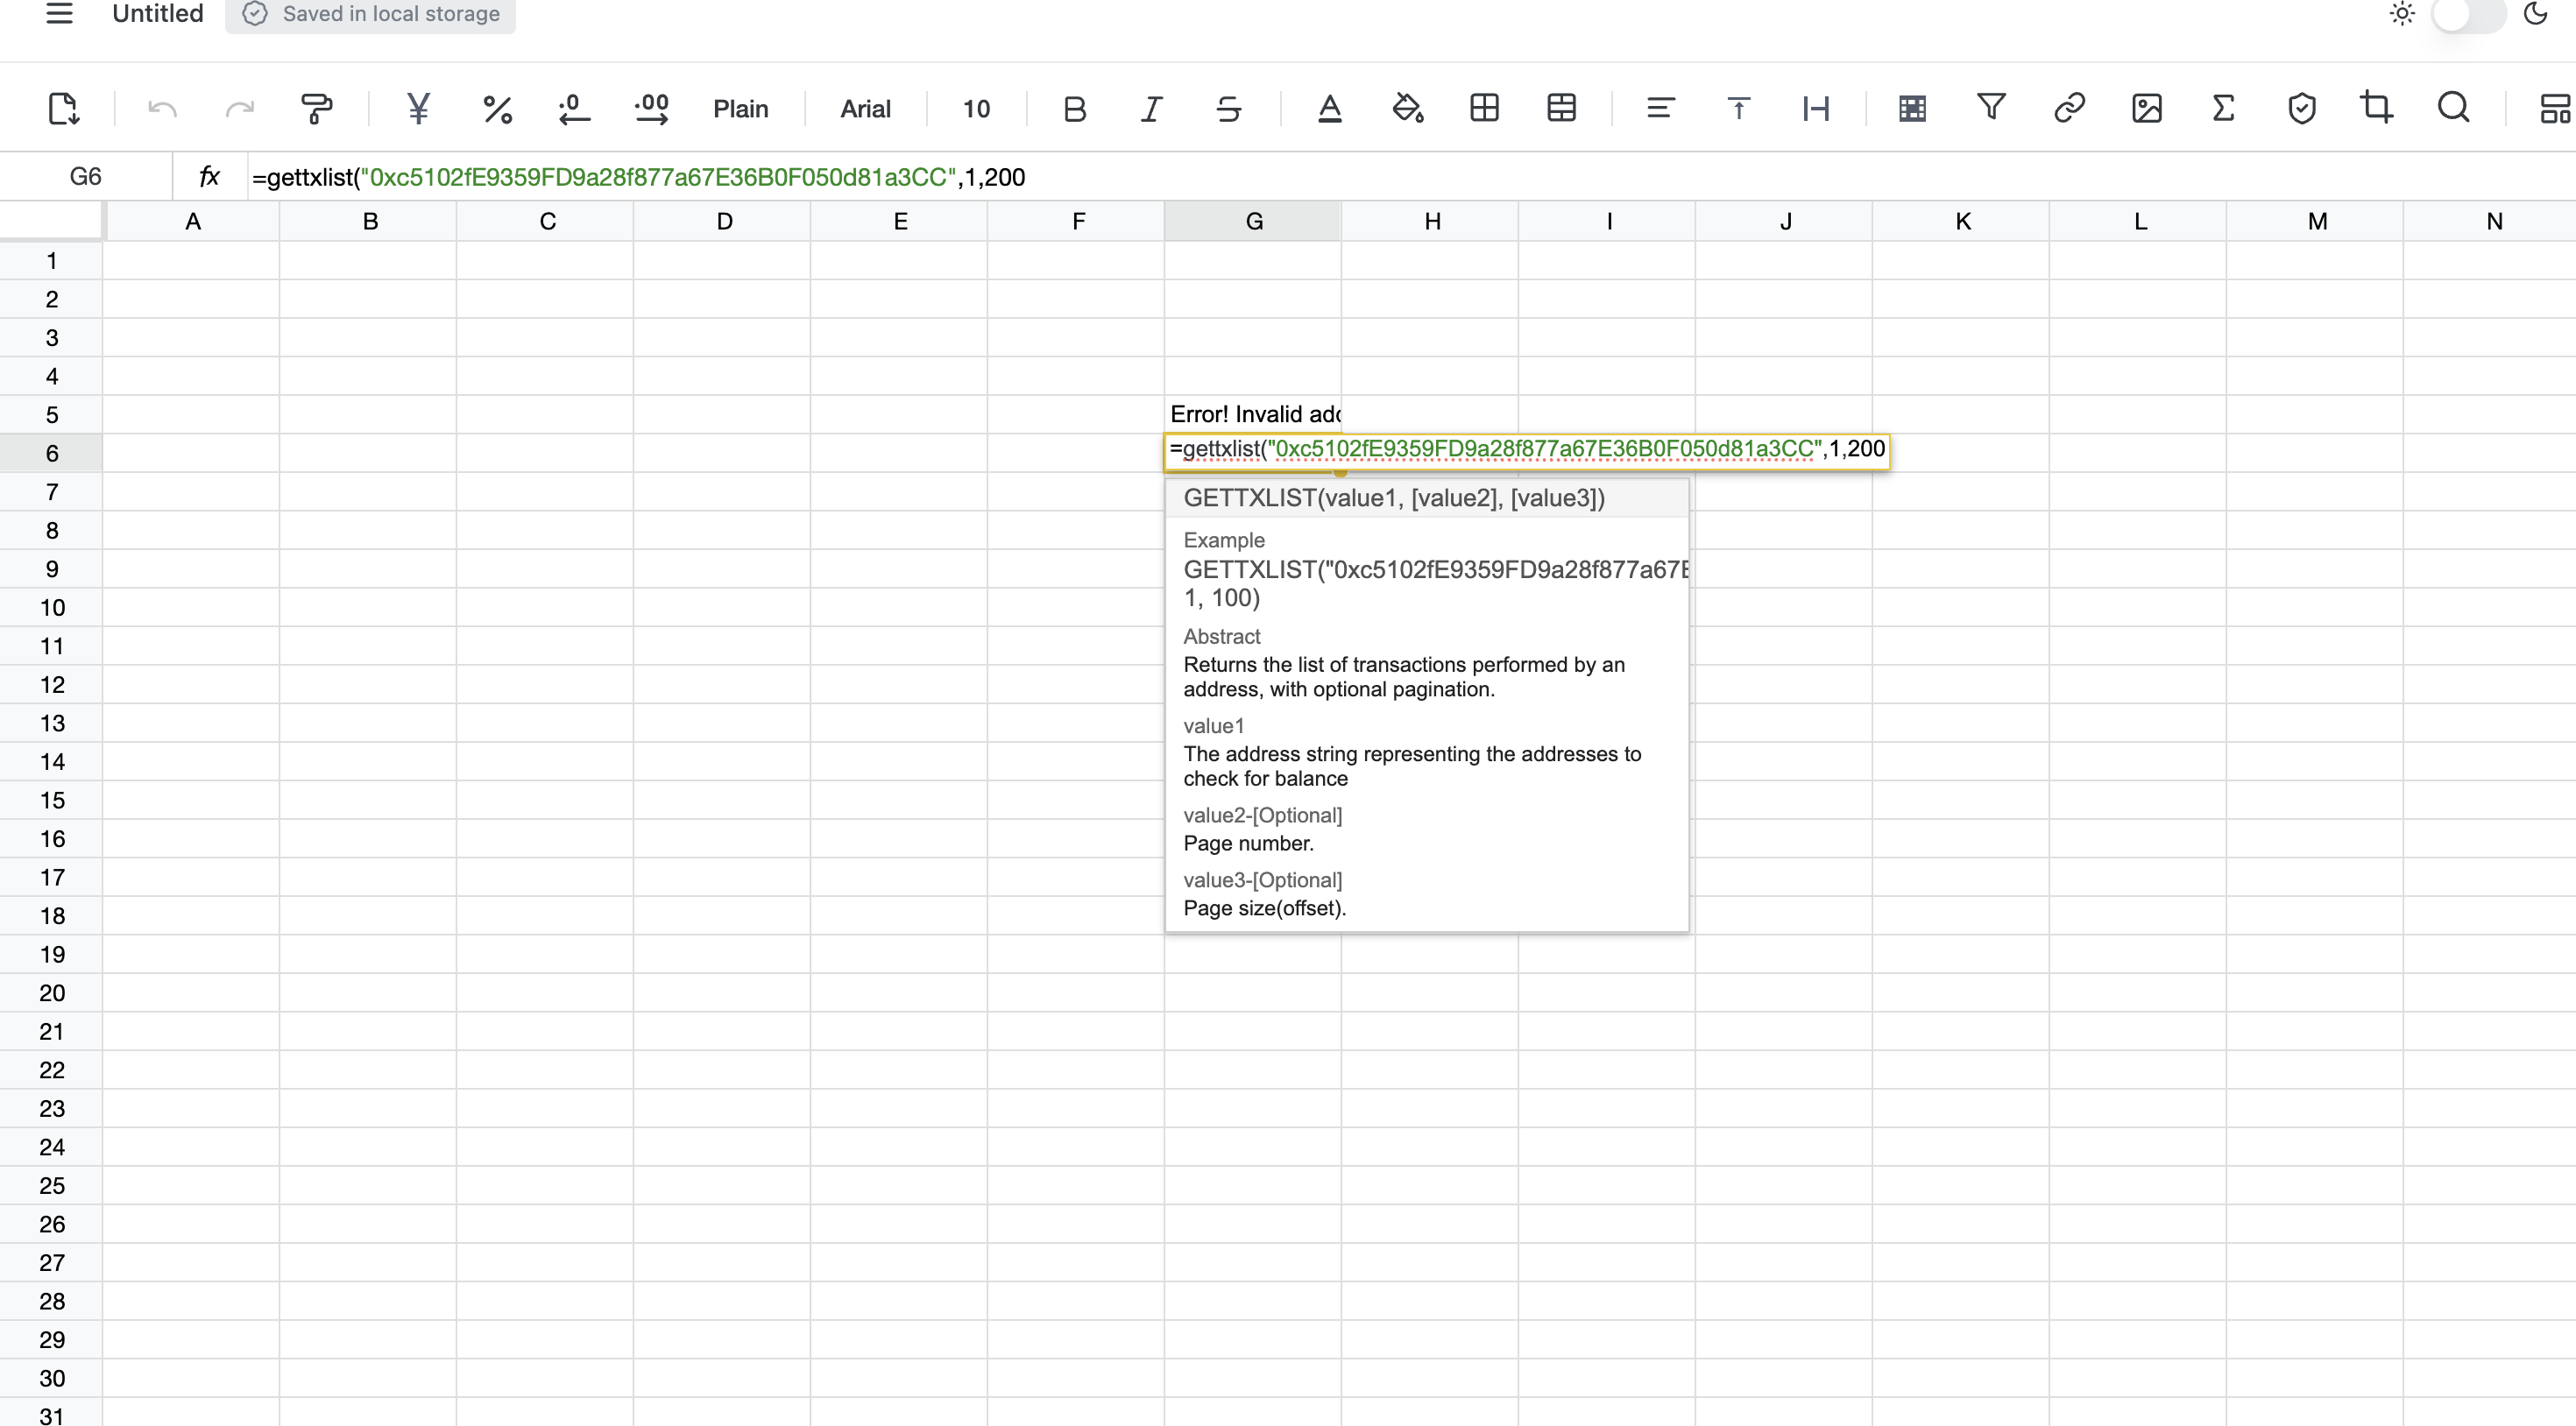 Untitled Saved in local storage
¥ % .0 .00 Plain Arial 10 B I S A Σ
G6 fx =gettxlist("0xc5102fE9359FD9a28f877a67E36B0F050d81a3CC",1,200
A B C D E F G H I J K L M N
1
2
3
4
5 Error! Invalid add
6 =gettxlist("0xc5102fE9359FD9a28f877a67E36B0F050d81a3CC",1,200
7 GETTXLIST(value1, [value2], [value3])
8 Example
9 GETTXLIST("0xc5102fE9359FD9a28f877a67E
10 1, 100)
11 Abstract
12 Returns the list of transactions performed by an
address, with optional pagination.
13 value1
14 The address string representing the addresses to
check for balance
15 value2-[Optional]
16 Page number.
17 value3-[Optional]
18 Page size(offset).
19
20
21
22
23
24
25
26
27
28
29
30
31